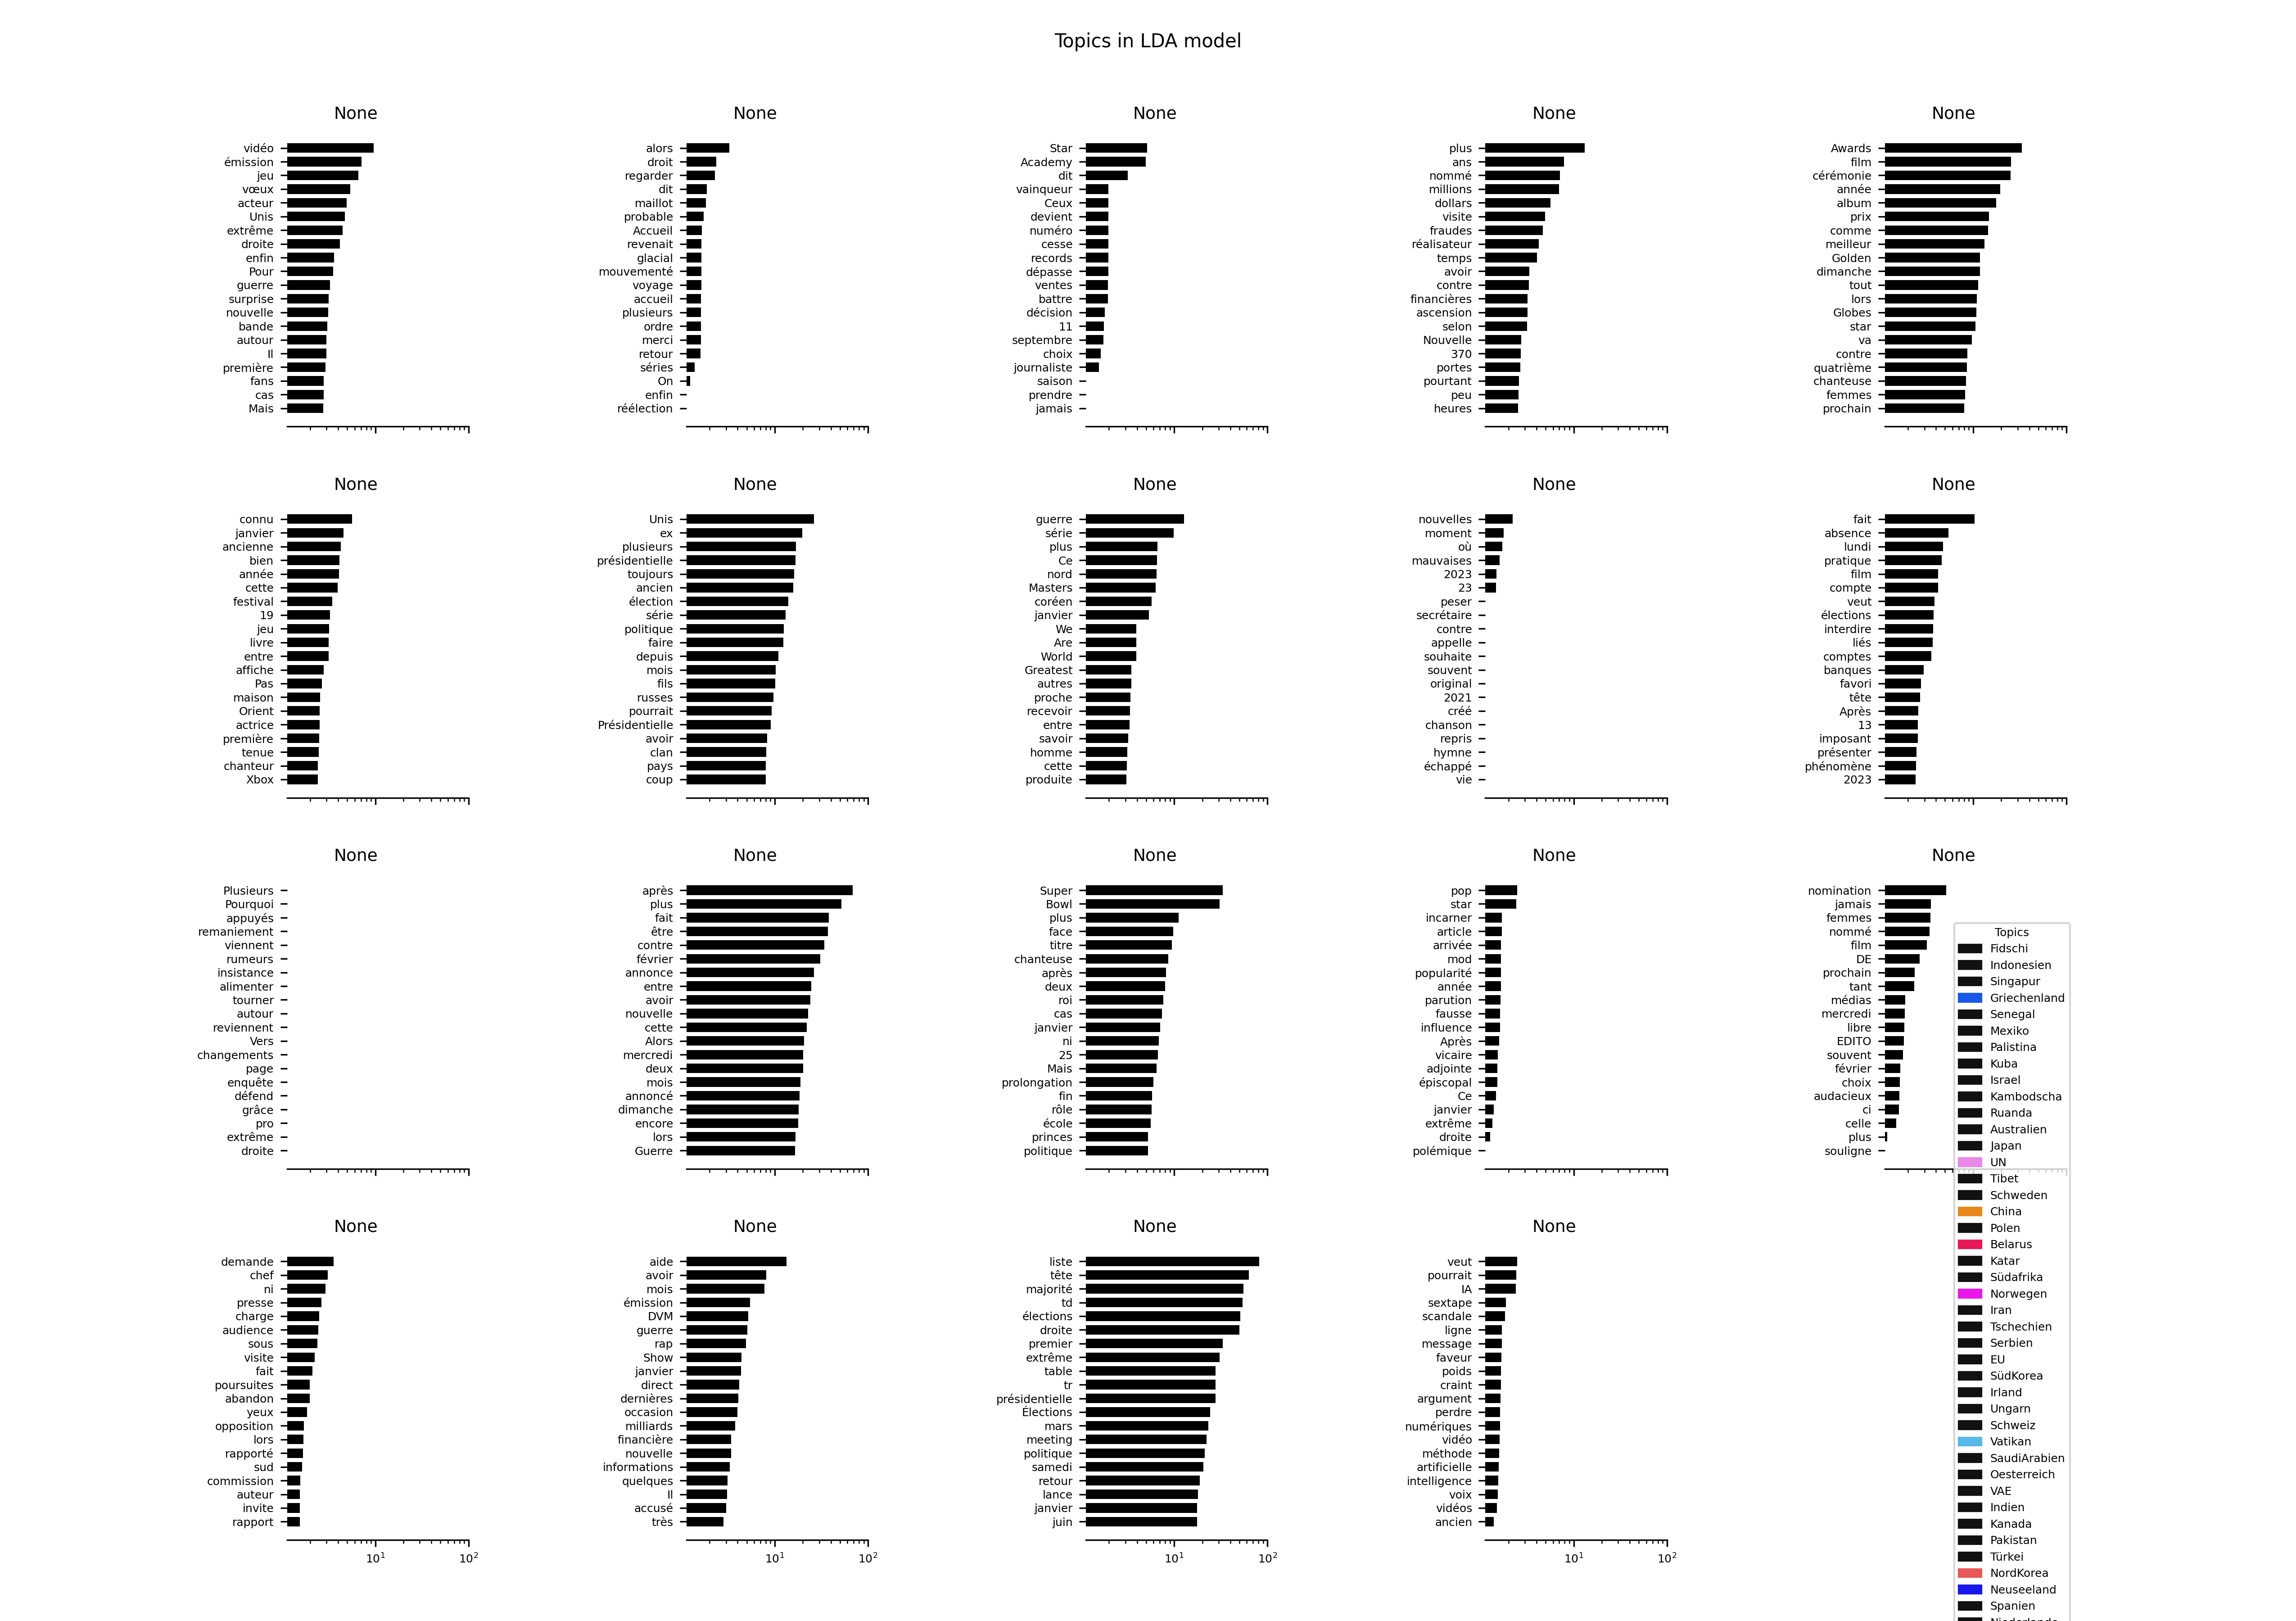 Topics in LDA model
None
vidéo
émission
jeu
vœux
acteur
Unis
extrême
droite
enfin
Pour
guerre
surprise
nouvelle
bande
autour
Il
première
fans
cas
Mais
None
alors
droit
regarder
dit
maillot
probable
Accueil
revenait
glacial
mouvementé
voyage
accueil
plusieurs
ordre
merci
retour
séries
On
enfin
réélection
None
Star
Academy
dit
vainqueur
Ceux
devient
numéro
cesse
records
dépasse
ventes
battre
décision
11
septembre
choix
journaliste
saison
prendre
jamais
None
plus
ans
nommé
millions
dollars
visite
fraudes
réalisateur
temps
avoir
contre
financières
ascension
selon
Nouvelle
370
portes
pourtant
peu
heures
None
Awards
film
cérémonie
année
album
prix
comme
meilleur
Golden
dimanche
tout
lors
Globes
star
va
contre
quatrième
chanteuse
femmes
prochain
None
connu
janvier
ancienne
bien
année
cette
festival
19
jeu
livre
entre
affiche
Pas
maison
Orient
actrice
première
tenue
chanteur
Xbox
None
Unis
ex
plusieurs
présidentielle
toujours
ancien
élection
série
politique
faire
depuis
mois
fils
russes
pourrait
Présidentielle
avoir
clan
pays
coup
None
guerre
série
plus
Ce
nord
Masters
coréen
janvier
We
Are
World
Greatest
autres
proche
recevoir
entre
savoir
homme
cette
produite
None
nouvelles
moment
où
mauvaises
2023
23
peser
secrétaire
contre
appelle
souhaite
souvent
original
2021
créé
chanson
repris
hymne
échappé
vie
None
fait
absence
lundi
pratique
film
compte
veut
élections
interdire
liés
comptes
banques
favori
tête
Après
13
imposant
présenter
phénomène
2023
None
Plusieurs
Pourquoi
appuyés
remaniement
viennent
rumeurs
insistance
alimenter
tourner
autour
reviennent
Vers
changements
page
enquête
défend
grâce
pro
extrême
droite
None
après
plus
fait
être
contre
février
annonce
entre
avoir
nouvelle
cette
Alors
mercredi
deux
mois
annoncé
dimanche
encore
lors
Guerre
None
Super
Bowl
plus
face
titre
chanteuse
après
deux
roi
cas
janvier
ni
25
Mais
prolongation
fin
rôle
école
princes
politique
None
pop
star
incarner
article
arrivée
mod
popularité
année
parution
fausse
influence
Après
vicaire
adjointe
épiscopal
Ce
janvier
extrême
droite
polémique
None
nomination
jamais
femmes
nommé
film
DE
prochain
tant
médias
mercredi
libre
EDITO
souvent
février
choix
audacieux
ci
celle
plus
souligne
None
demande
chef
ni
presse
charge
audience
sous
visite
fait
poursuites
abandon
yeux
opposition
lors
rapporté
sud
commission
auteur
invite
rapport
10¹ 10²
None
aide
avoir
mois
émission
DVM
guerre
rap
Show
janvier
direct
dernières
occasion
milliards
financière
nouvelle
informations
quelques
Il
accusé
très
10¹ 10²
None
liste
tête
majorité
td
élections
droite
premier
extrême
table
tr
présidentielle
Élections
mars
meeting
politique
samedi
retour
lance
janvier
juin
10¹ 10²
None
veut
pourrait
IA
sextape
scandale
ligne
message
faveur
poids
craint
argument
perdre
numériques
vidéo
méthode
artificielle
intelligence
voix
vidéos
ancien
10¹ 10²
Topics
Fidschi
Indonesien
Singapur
Griechenland
Senegal
Mexiko
Palistina
Kuba
Israel
Kambodscha
Ruanda
Australien
Japan
UN
Tibet
Schweden
China
Polen
Belarus
Katar
Südafrika
Norwegen
Iran
Tschechien
Serbien
EU
SüdKorea
Irland
Ungarn
Schweiz
Vatikan
SaudiArabien
Oesterreich
VAE
Indien
Kanada
Pakistan
Türkei
NordKorea
Neuseeland
Spanien